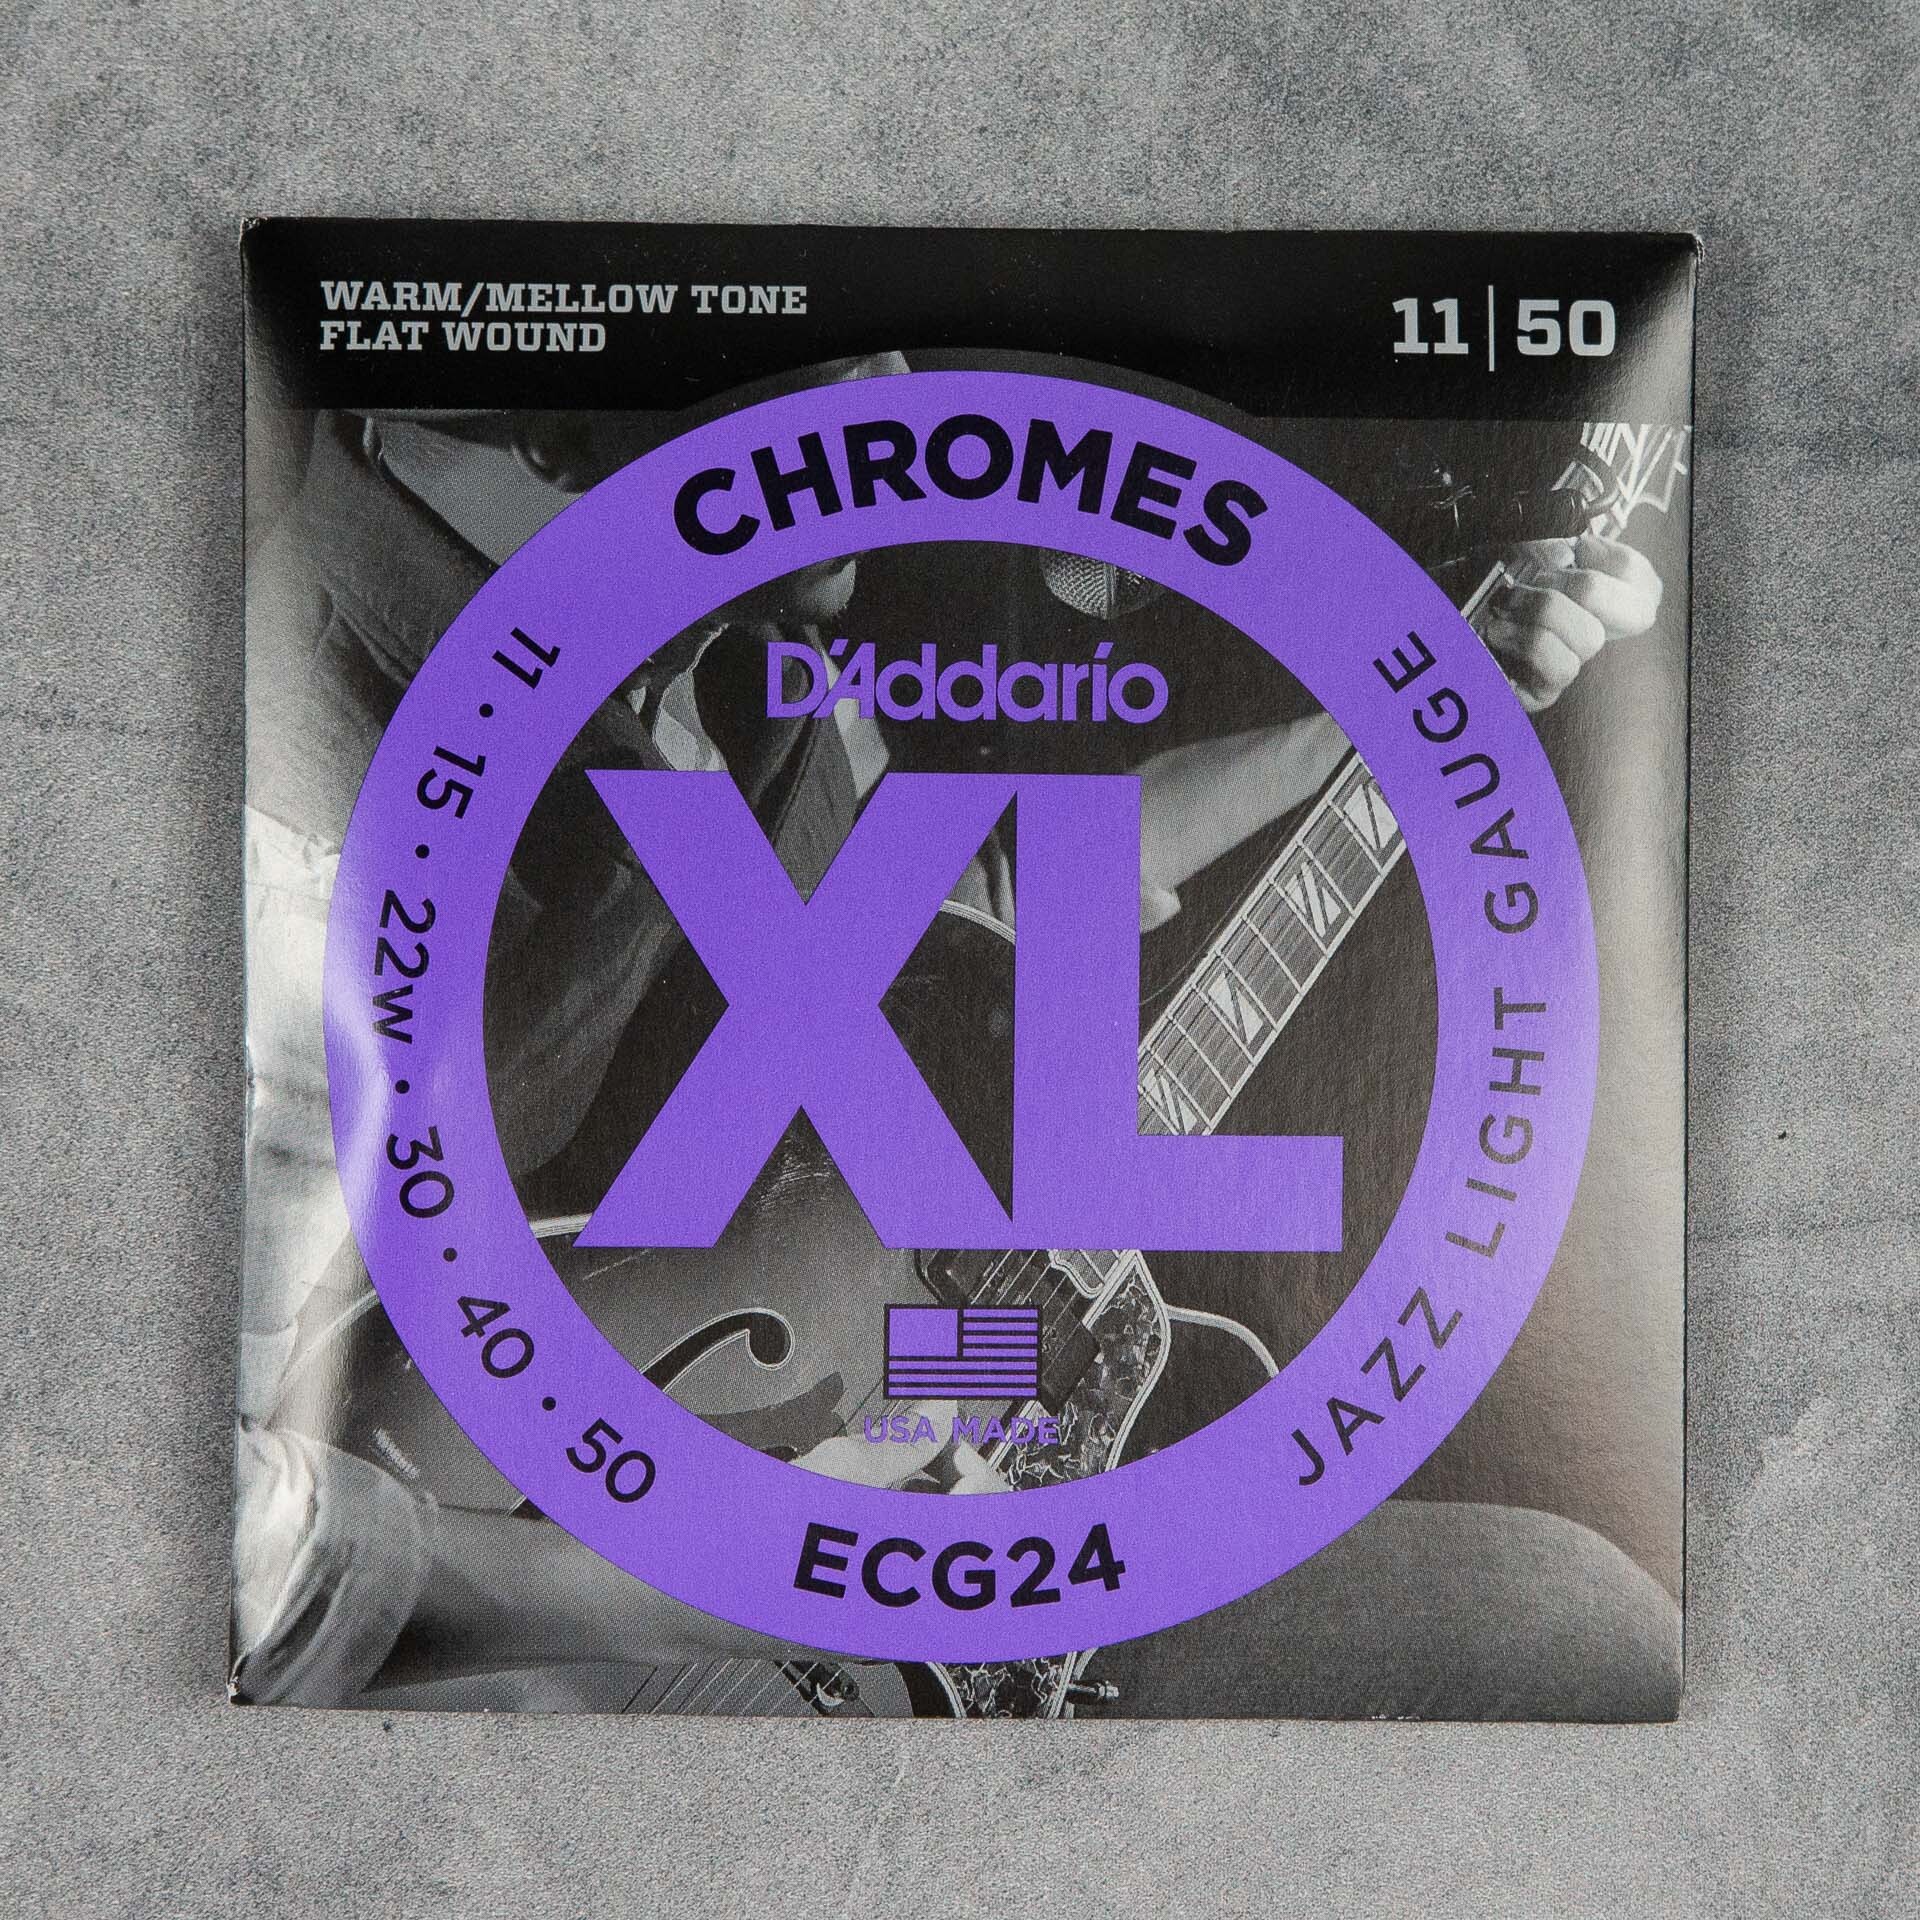 WARM/MELLOW TONE
FLAT WOUND
11|50
CHROMES
D'Addarío
XL
11 • 15 • 22w • 30 • 40 • 50
JAZZ LIGHT GAUGE
USA MADE
ECG24